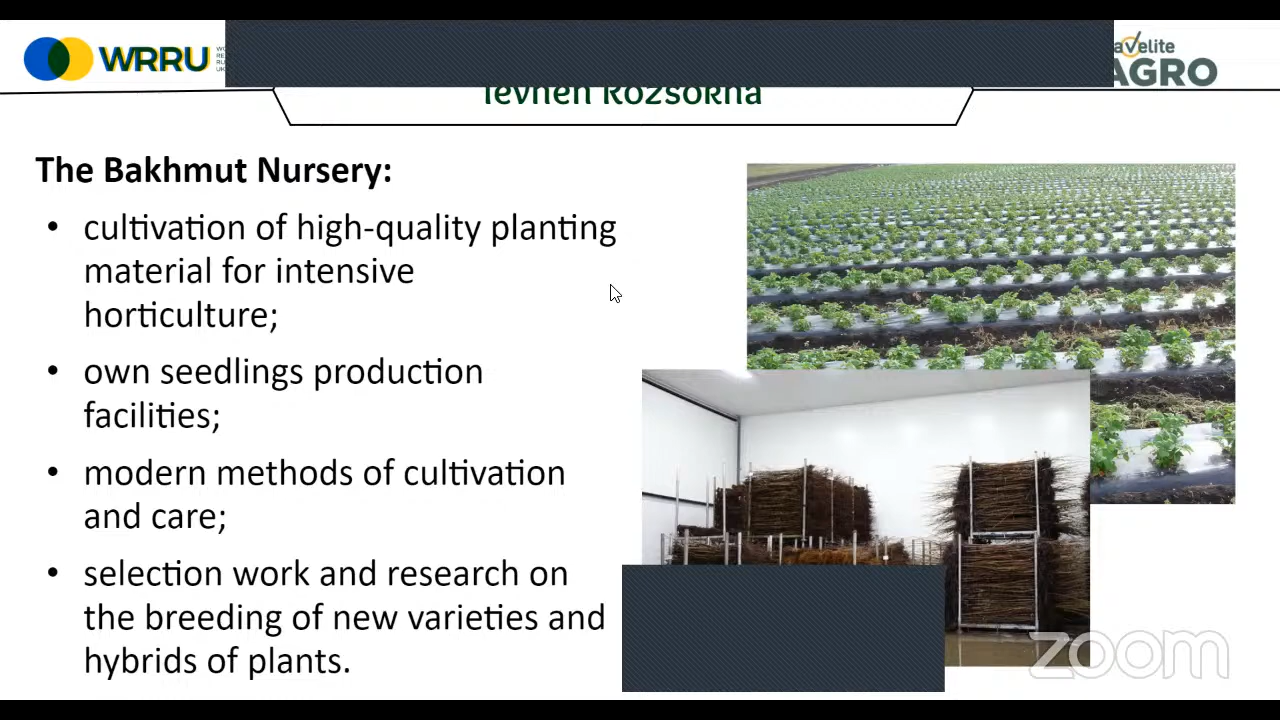 WRRU
avelite
AGRO
Yevhen Rozsokha
The Bakhmut Nursery:
• cultivation of high-quality planting
material for intensive
horticulture;
• own seedlings production
facilities;
• modern methods of cultivation
and care;
• selection work and research on
the breeding of new varieties and
hybrids of plants.
zoom